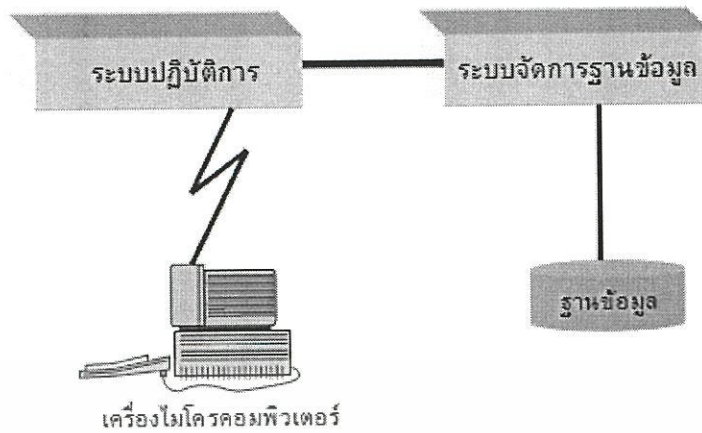 ระบบปฏิบัติการ
ระบบจัดการฐานข้อมูล
ฐานข้อมูล
เครื่องไมโครคอมพิวเตอร์